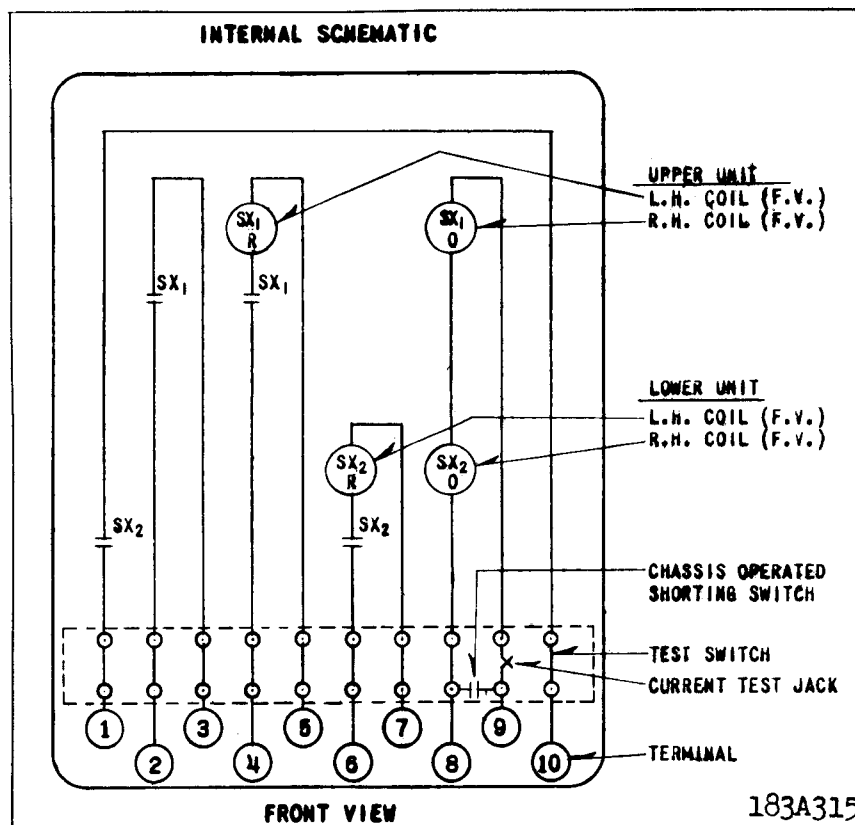 INTERNAL SCHEMATIC
UPPER UNIT
L.H. COIL (F.V.)
R.H. COIL (F.V.)
SX1
R
SX1
O
SX1
SX1
LOWER UNIT
L.H. COIL (F.V.)
R.H. COIL (F.V.)
SX2
R
SX2
O
SX2
SX2
CHASSIS OPERATED
SHORTING SWITCH
TEST SWITCH
CURRENT TEST JACK
1
3
5
7
9
2
4
6
8
10
TERMINAL
FRONT VIEW
183A315